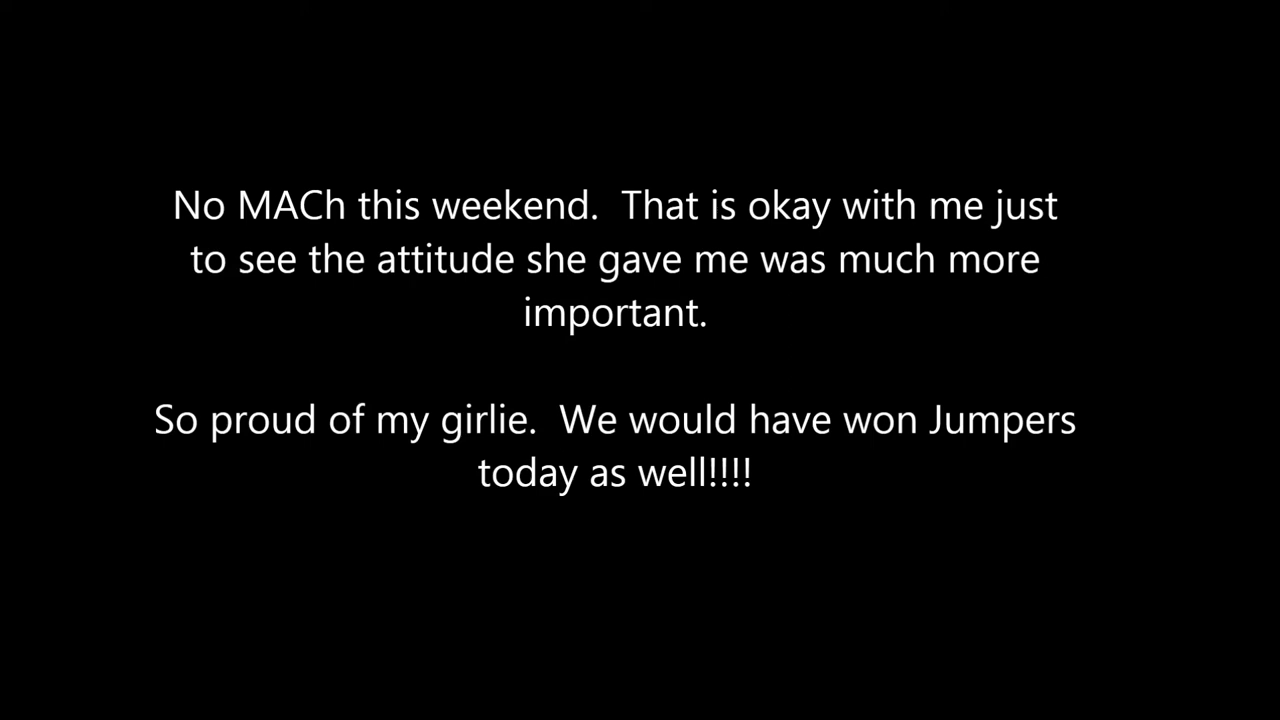 No MACh this weekend.  That is okay with me just
to see the attitude she gave me was much more
important.
So proud of my girlie.  We would have won Jumpers
today as well!!!!